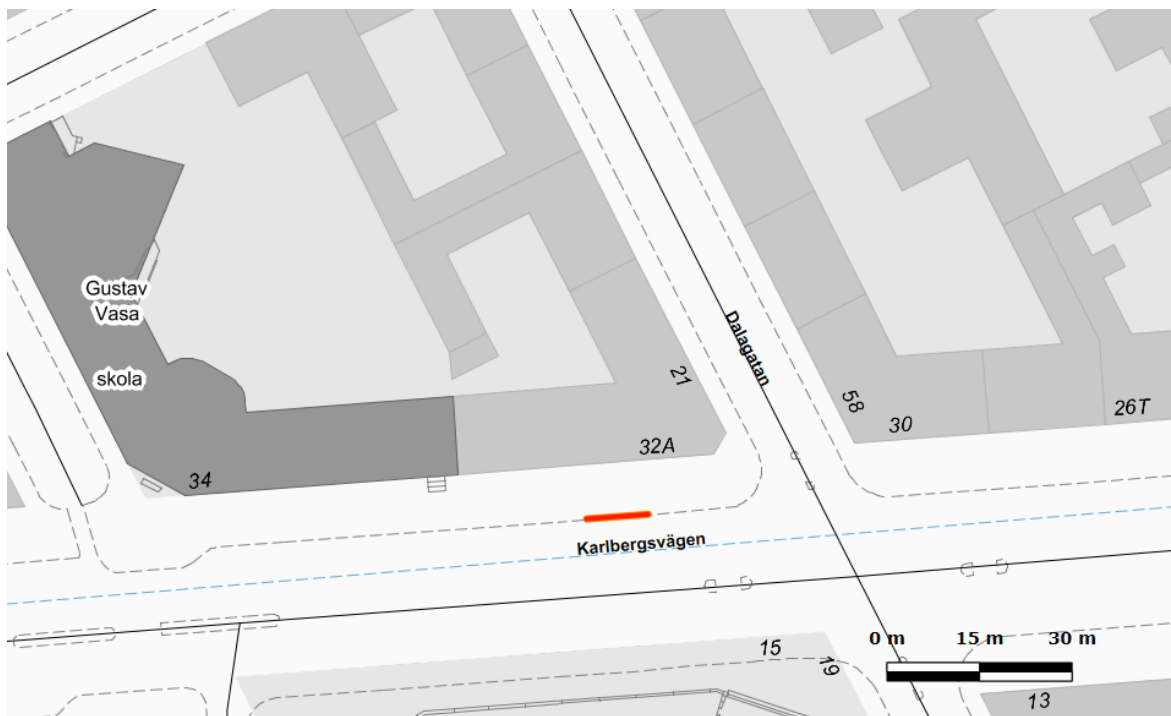 Gustav
Vasa
skola
34
32A
21
Dalagatan
58
30
26T
Karlbergsvägen
15
19
13
0 m 15 m 30 m